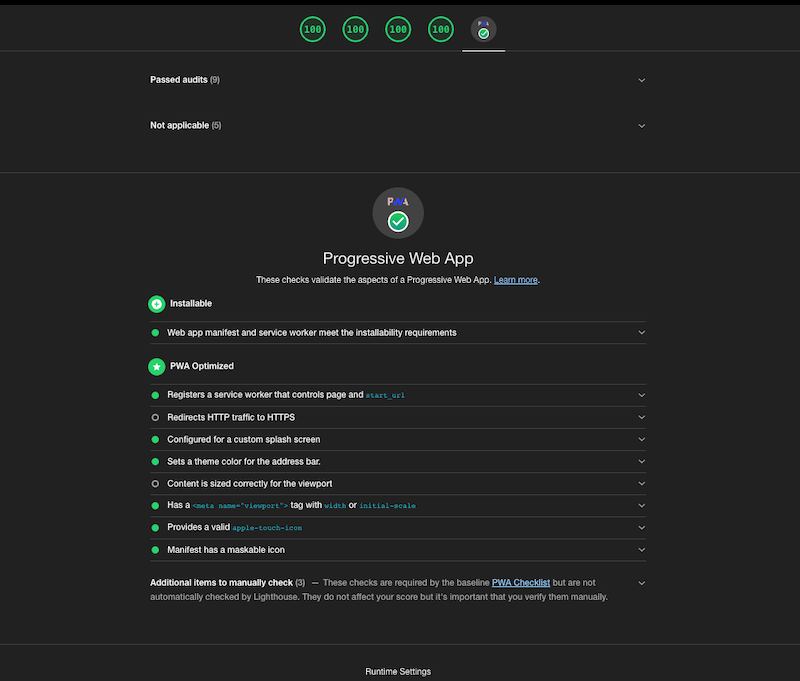 100 100 100 100 PWA
Passed audits (9)
Not applicable (5)
PWA
Progressive Web App
These checks validate the aspects of a Progressive Web App. Learn more.
Installable
Web app manifest and service worker meet the installability requirements
PWA Optimized
Registers a service worker that controls page and start_url
Redirects HTTP traffic to HTTPS
Configured for a custom splash screen
Sets a theme color for the address bar.
Content is sized correctly for the viewport
Has a <meta name="viewport"> tag with width or initial-scale
Provides a valid apple-touch-icon
Manifest has a maskable icon
Additional items to manually check (3) — These checks are required by the baseline PWA Checklist but are not
automatically checked by Lighthouse. They do not affect your score but it's important that you verify them manually.
Runtime Settings